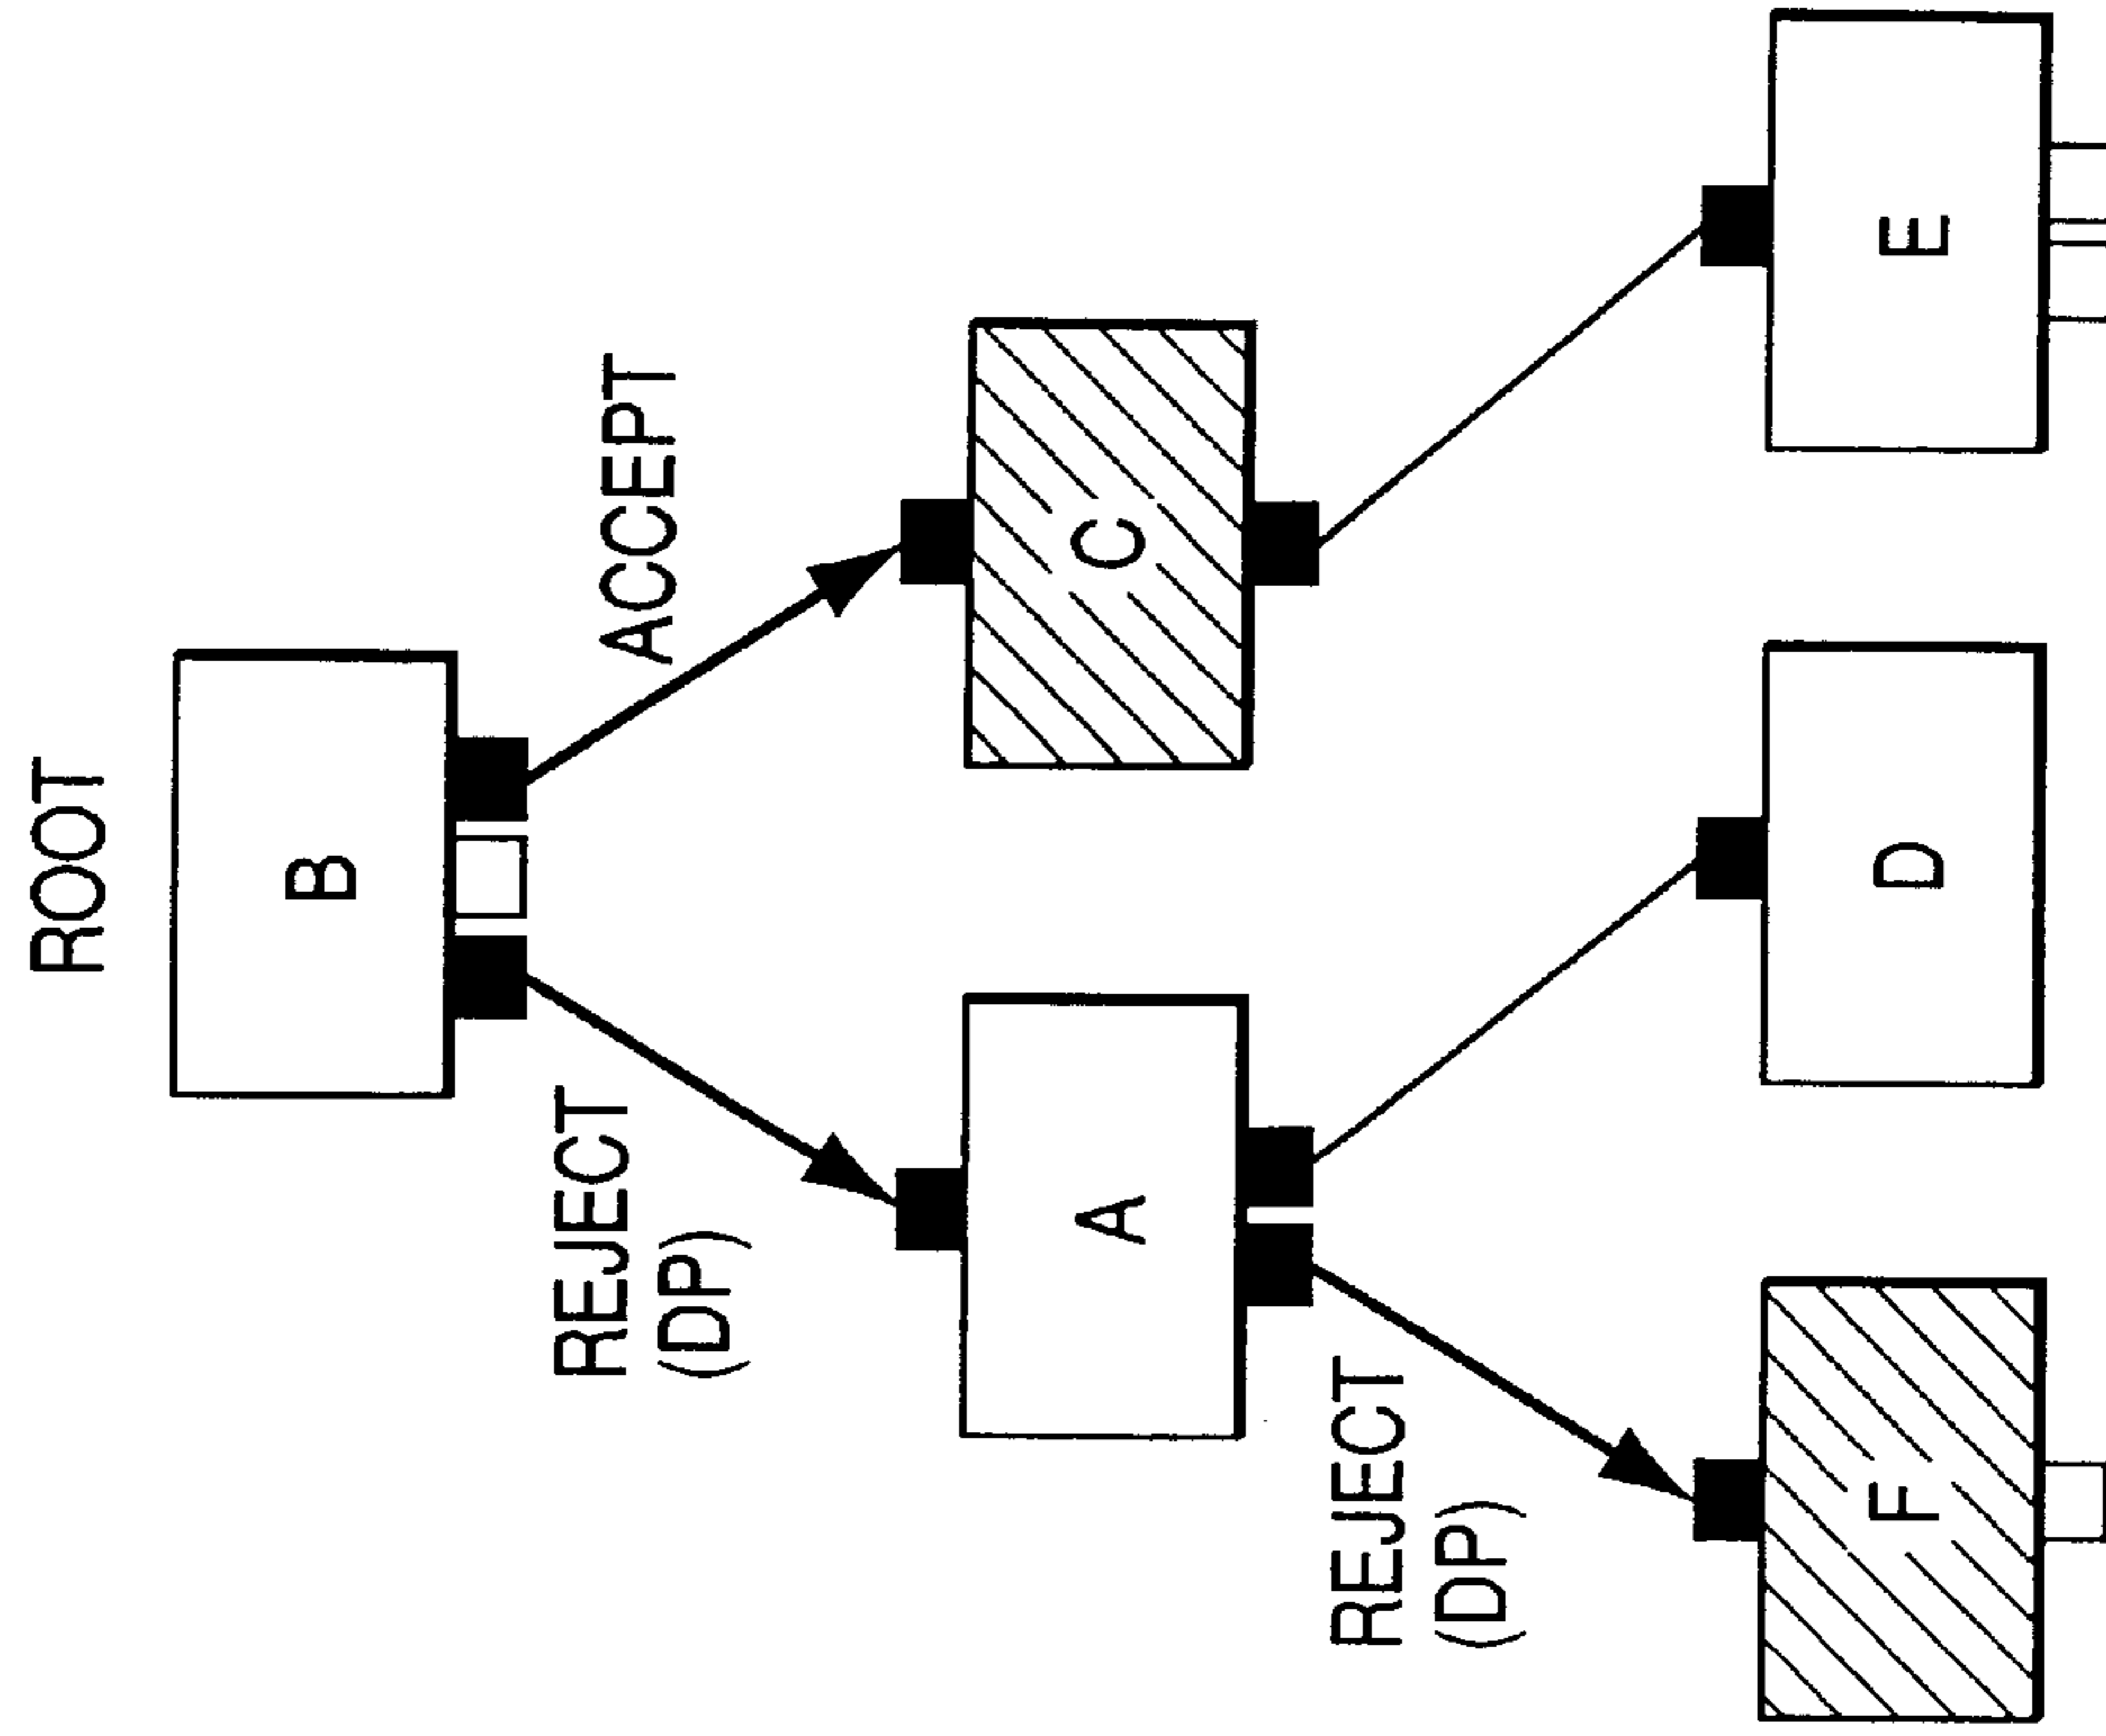 ROOT
B
REJECT
(DP)
ACCEPT
A
C
REJECT
(DP)
F
D
E